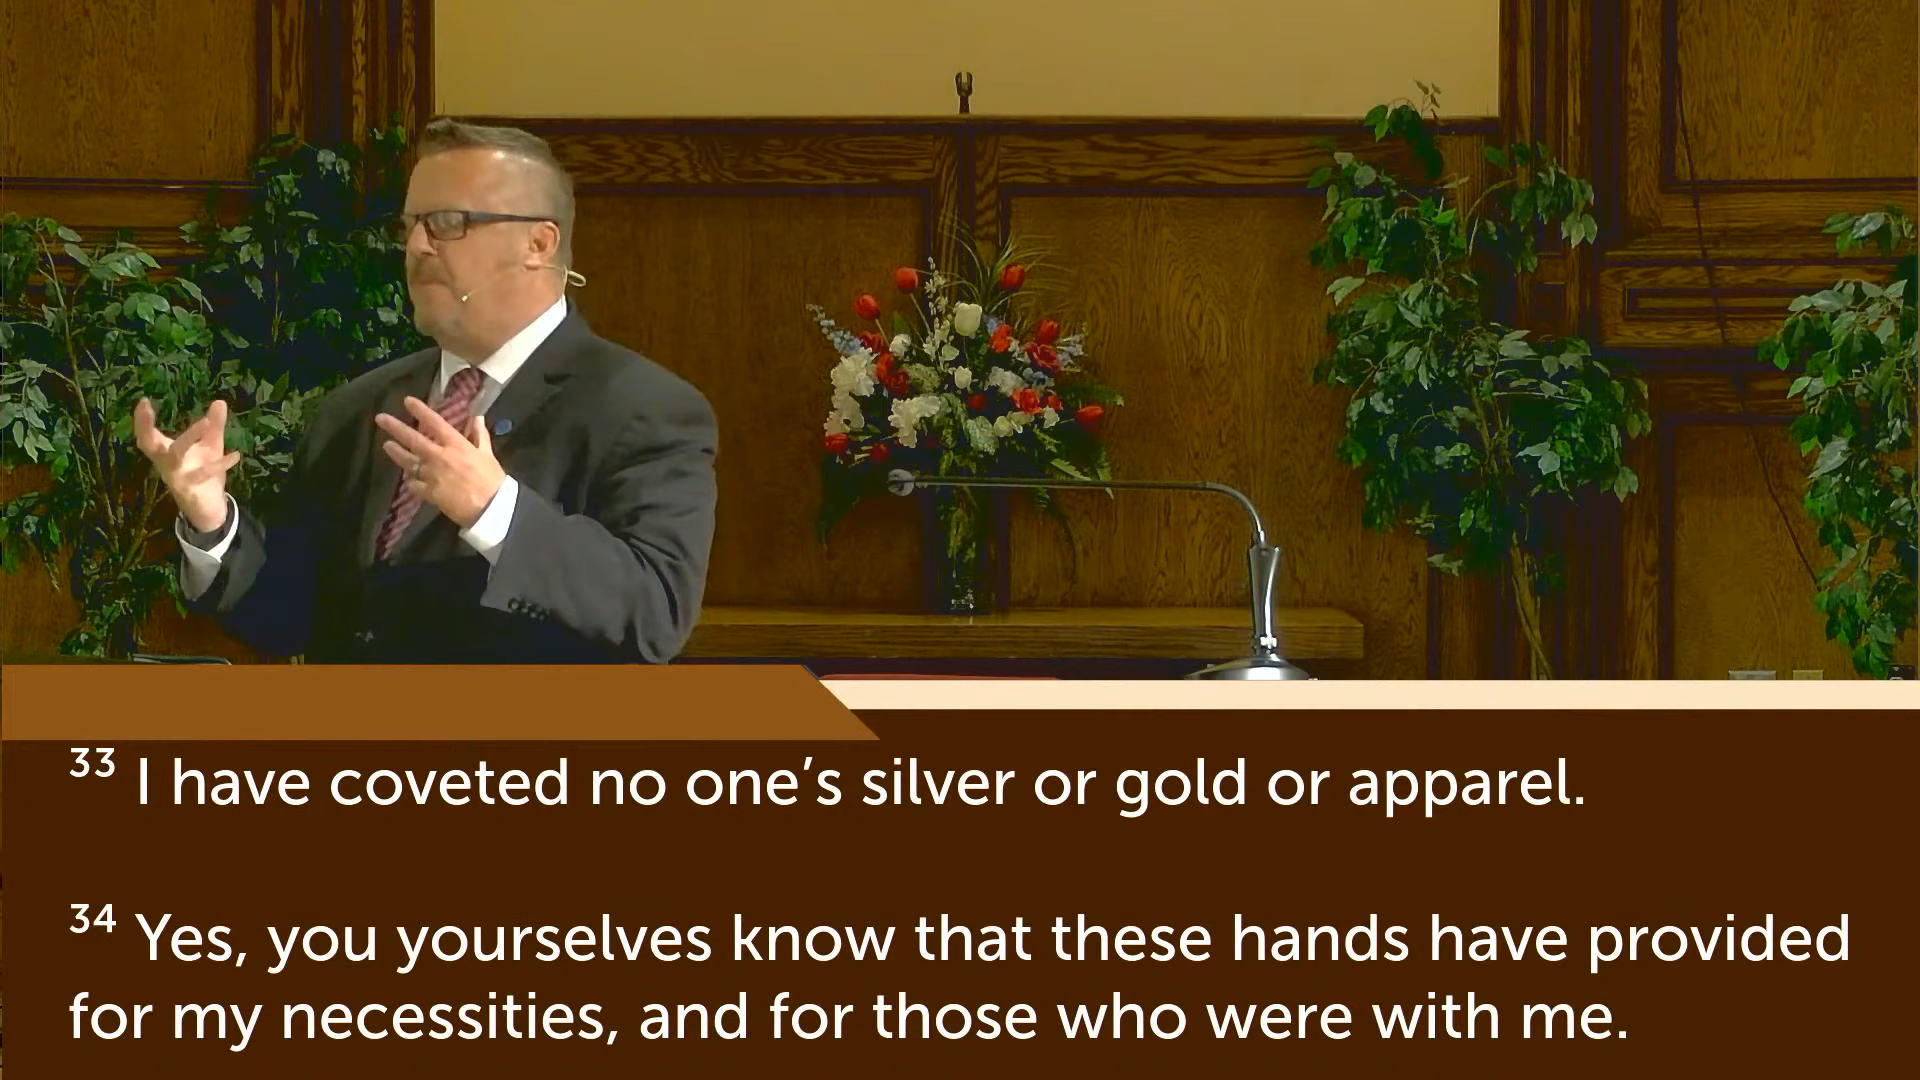 33 I have coveted no one’s silver or gold or apparel.
34 Yes, you yourselves know that these hands have provided
for my necessities, and for those who were with me.